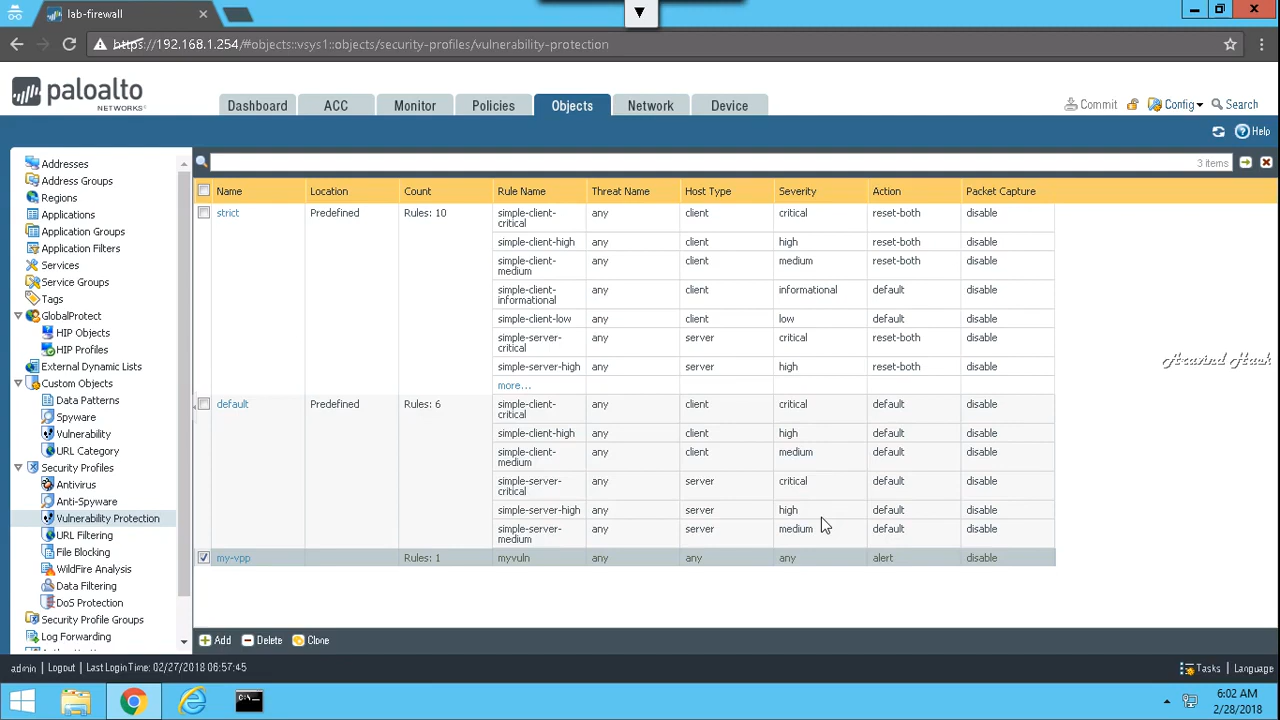 lab-firewall
https://192.168.1.254/#objects::vsys1::objects/security-profiles/vulnerability-protection
paloalto
NETWORKS
Dashboard ACC Monitor Policies Objects Network Device
Commit Config Search
Help
3 items
Addresses
Address Groups
Regions
Applications
Application Groups
Application Filters
Services
Service Groups
Tags
GlobalProtect
HIP Objects
HIP Profiles
External Dynamic Lists
Custom Objects
Data Patterns
Spyware
Vulnerability
URL Category
Security Profiles
Antivirus
Anti-Spyware
Vulnerability Protection
URL Filtering
File Blocking
WildFire Analysis
Data Filtering
DoS Protection
Security Profile Groups
Log Forwarding
Name Location Count Rule Name Threat Name Host Type Severity Action Packet Capture
strict Predefined Rules: 10 simple-client- any client critical reset-both disable
critical
simple-client-high any client high reset-both disable
simple-client- any client medium reset-both disable
medium
simple-client- any client informational default disable
informational
simple-client-low any client low default disable
simple-server- any server critical reset-both disable
critical
simple-server-high any server high reset-both disable
more...
default Predefined Rules: 6 simple-client- any client critical default disable
critical
simple-client-high any client high default disable
simple-client- any client medium default disable
medium
simple-server- any server critical default disable
critical
simple-server-high any server high default disable
simple-server- any server medium default disable
medium
my-vpp Rules: 1 myvuln any any any alert disable
Aravind Hask
Add Delete Clone
admin | Logout | Last Login Time: 02/27/2018 06:57:45
Tasks | Language
6:02 AM
2/28/2018